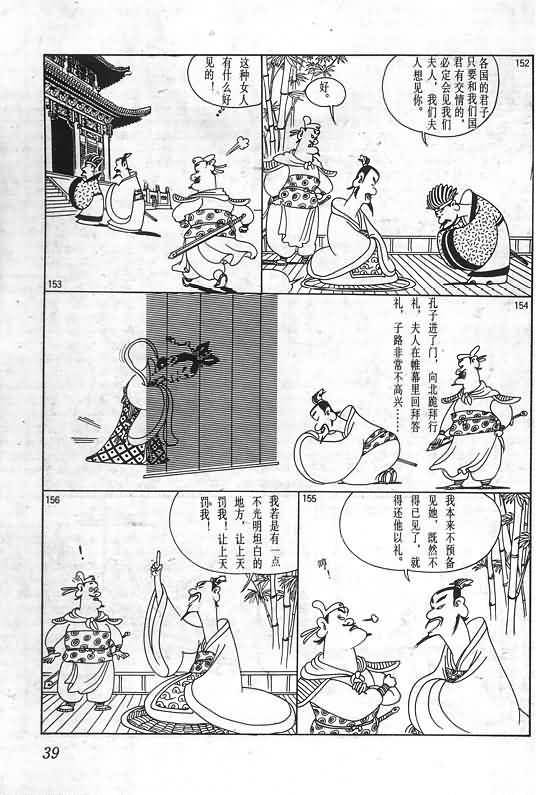 152
各国的君子
只要和我们国
君有交情的，
必定会见我们
夫人，我们夫
人想见你。
好。
153
这种女人
有什么好
见的！
154
孔子进了门，向北跪拜行
礼，夫人在帷幕里回拜答
礼，子路非常不高兴……
155
我本来不预备
见她，既然不
得已见了，就
得还他以礼。
哼！
156
我若是有一点
不光明坦白的
地方，让上天
罚我！让上天
罚我！
！
39